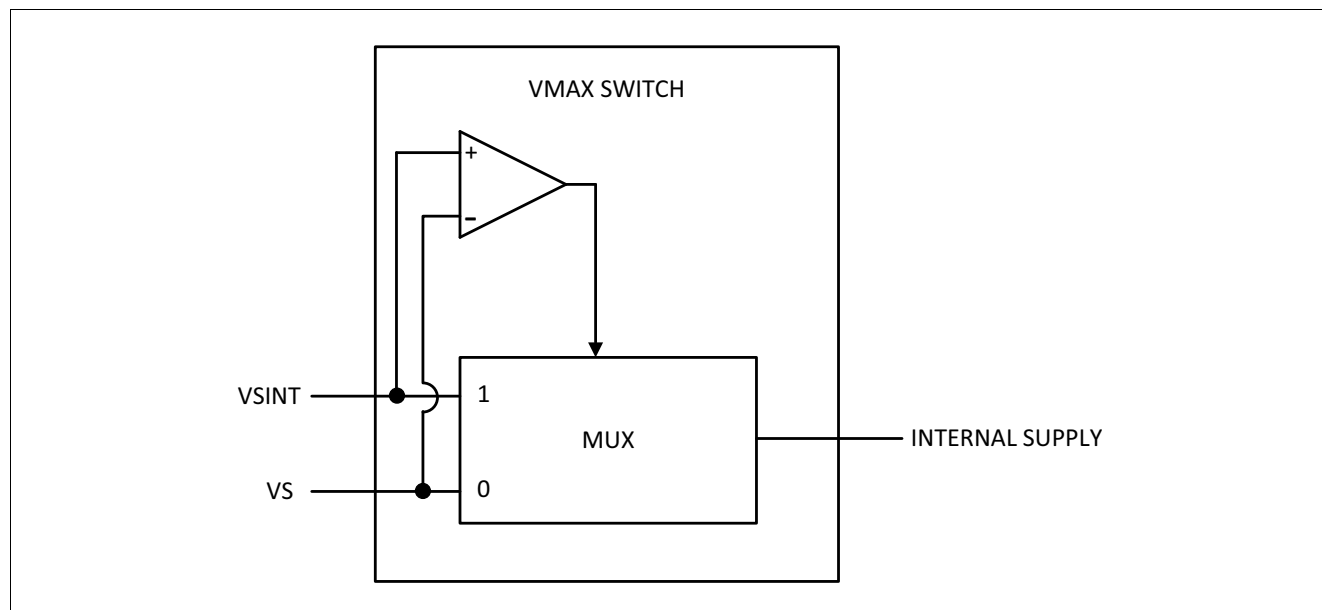 VMAX SWITCH
+
-
VSINT
1
MUX
INTERNAL SUPPLY
VS
0